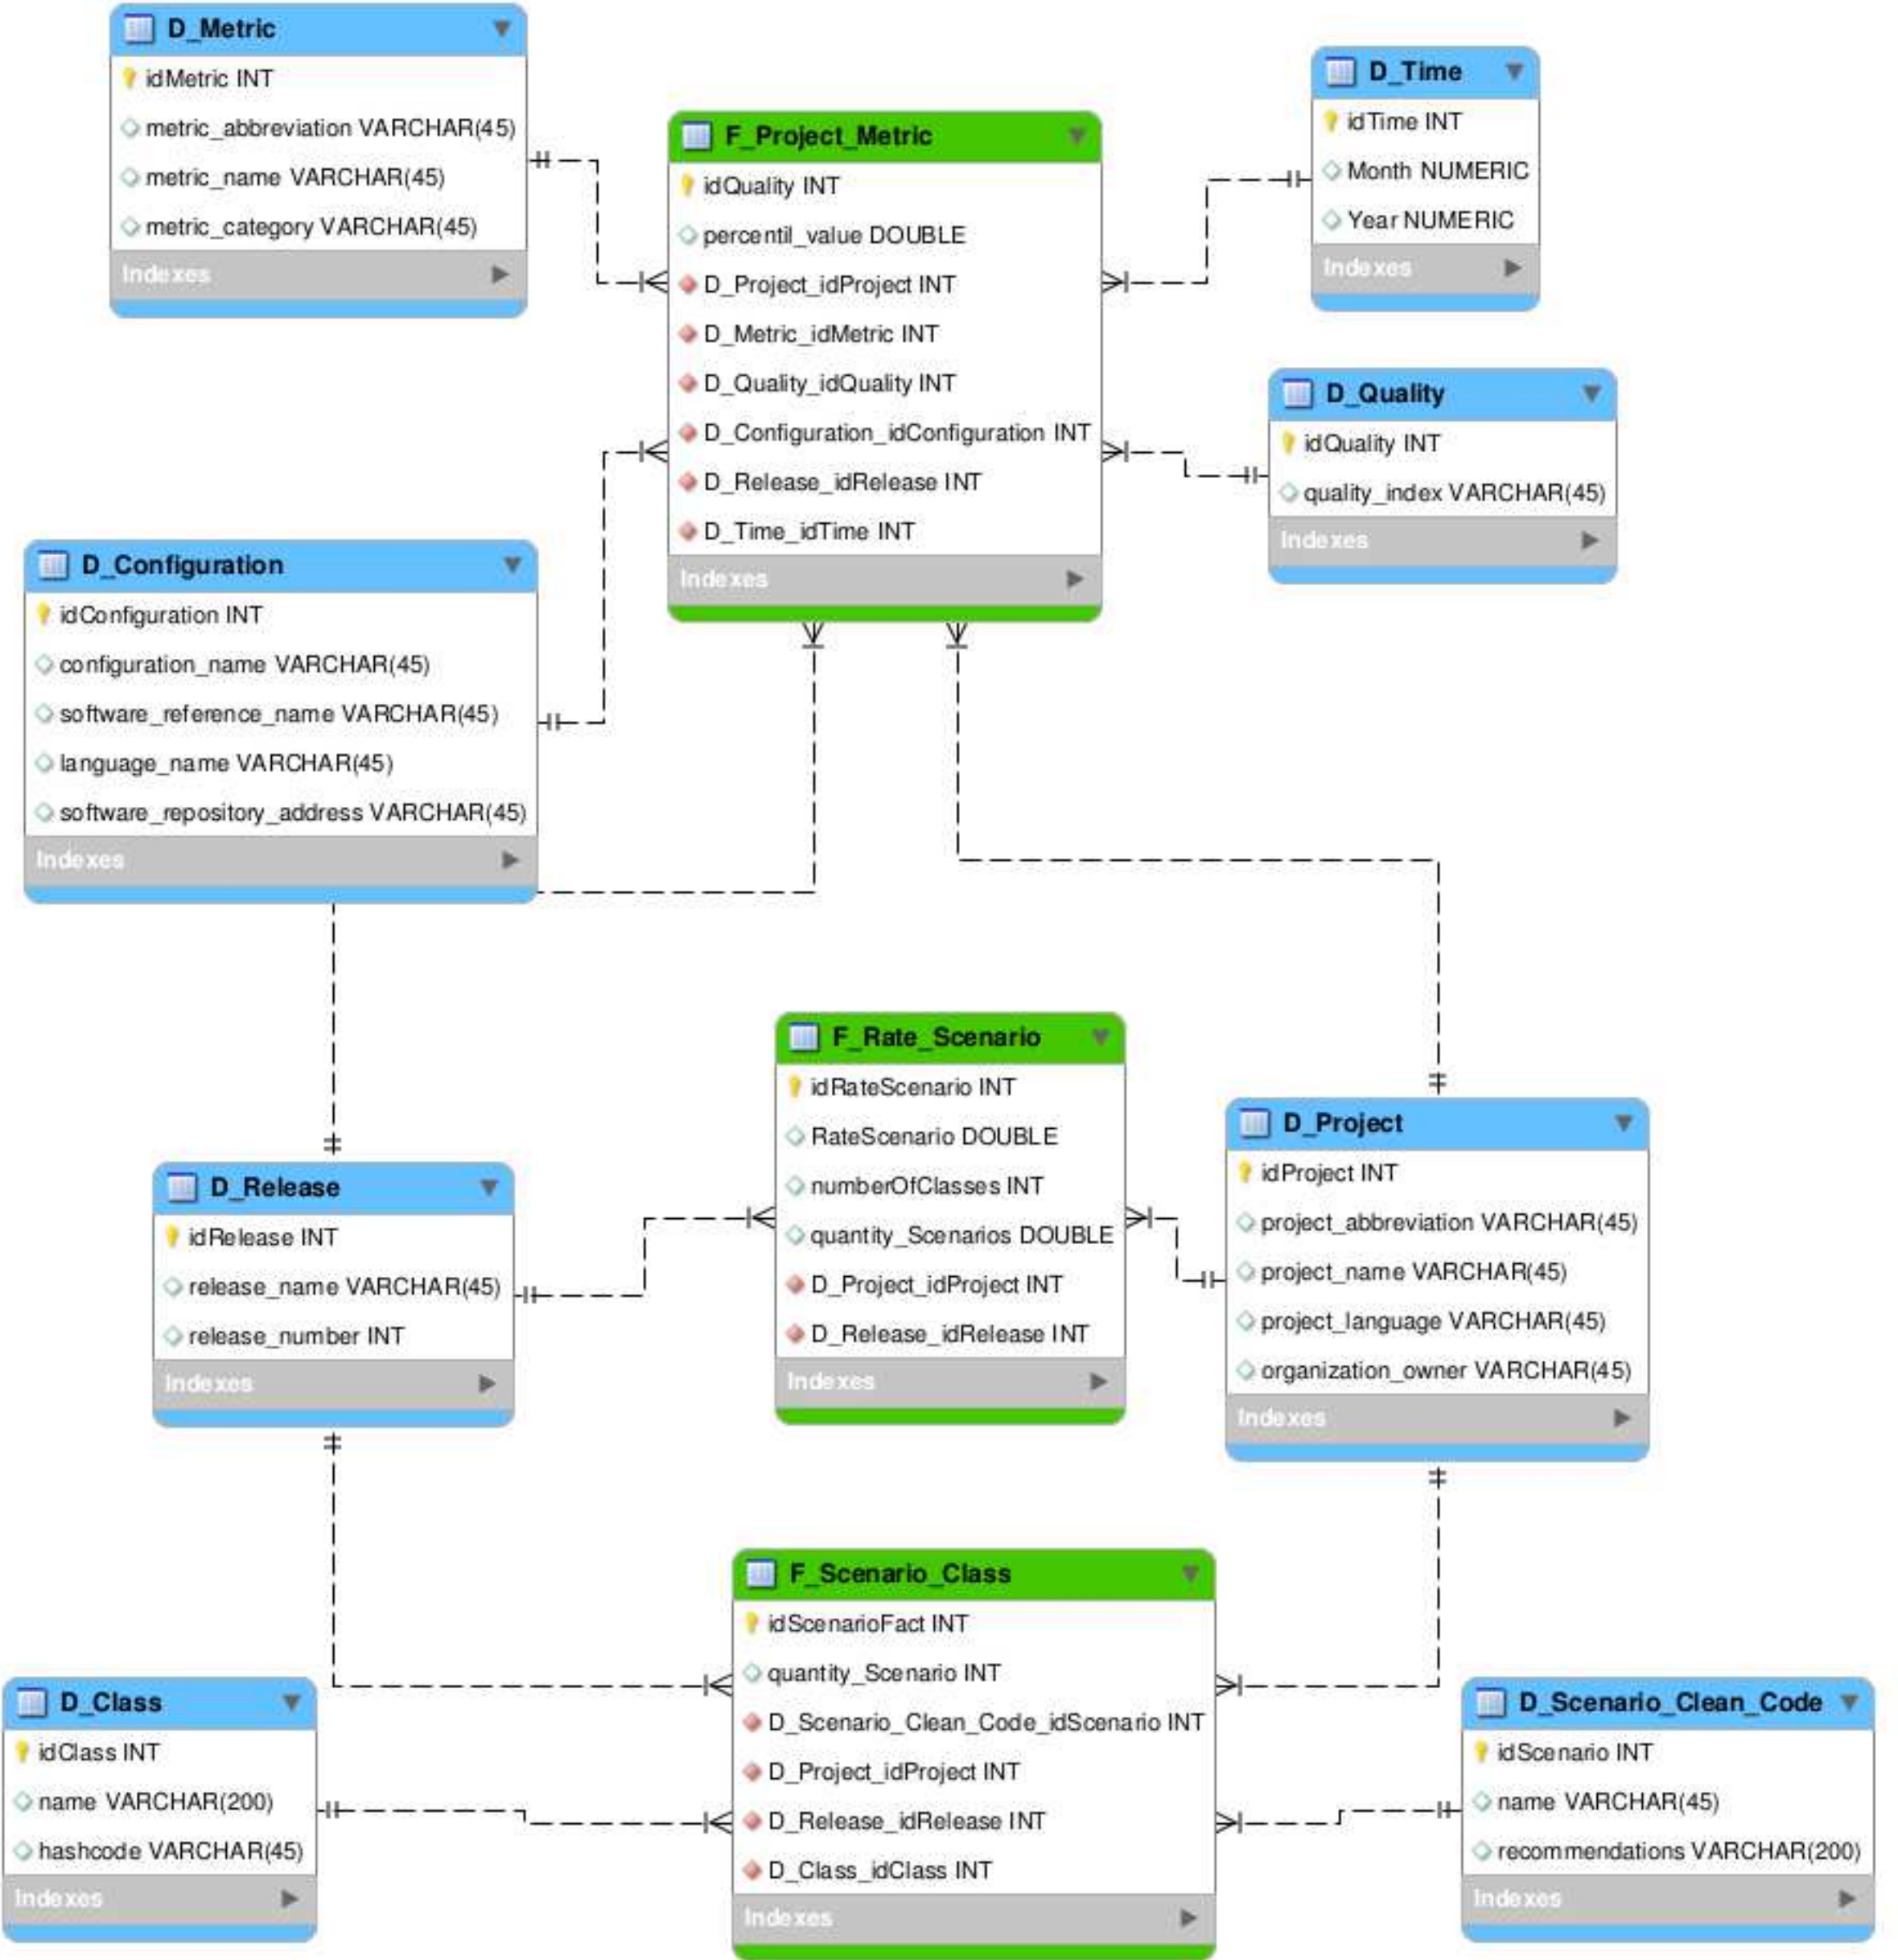 D_Metric
idMetric INT
metric_abbreviation VARCHAR(45)
metric_name VARCHAR(45)
metric_category VARCHAR(45)
Indexes
F_Project_Metric
idQuality INT
percentil_value DOUBLE
D_Project_idProject INT
D_Metric_idMetric INT
D_Quality_idQuality INT
D_Configuration_idConfiguration INT
D_Release_idRelease INT
D_Time_idTime INT
Indexes
D_Time
idTime INT
Month NUMERIC
Year NUMERIC
Indexes
D_Quality
idQuality INT
quality_index VARCHAR(45)
Indexes
D_Configuration
idConfiguration INT
configuration_name VARCHAR(45)
software_reference_name VARCHAR(45)
language_name VARCHAR(45)
software_repository_address VARCHAR(45)
Indexes
D_Release
idRelease INT
release_name VARCHAR(45)
release_number INT
Indexes
F_Rate_Scenario
idRateScenario INT
RateScenario DOUBLE
numberOfClasses INT
quantity_Scenarios DOUBLE
D_Project_idProject INT
D_Release_idRelease INT
Indexes
D_Project
idProject INT
project_abbreviation VARCHAR(45)
project_name VARCHAR(45)
project_language VARCHAR(45)
organization_owner VARCHAR(45)
Indexes
D_Class
idClass INT
name VARCHAR(200)
hashcode VARCHAR(45)
Indexes
F_Scenario_Class
idScenarioFact INT
quantity_Scenario INT
D_Scenario_Clean_Code_idScenario INT
D_Project_idProject INT
D_Release_idRelease INT
D_Class_idClass INT
Indexes
D_Scenario_Clean_Code
idScenario INT
name VARCHAR(45)
recommendations VARCHAR(200)
Indexes